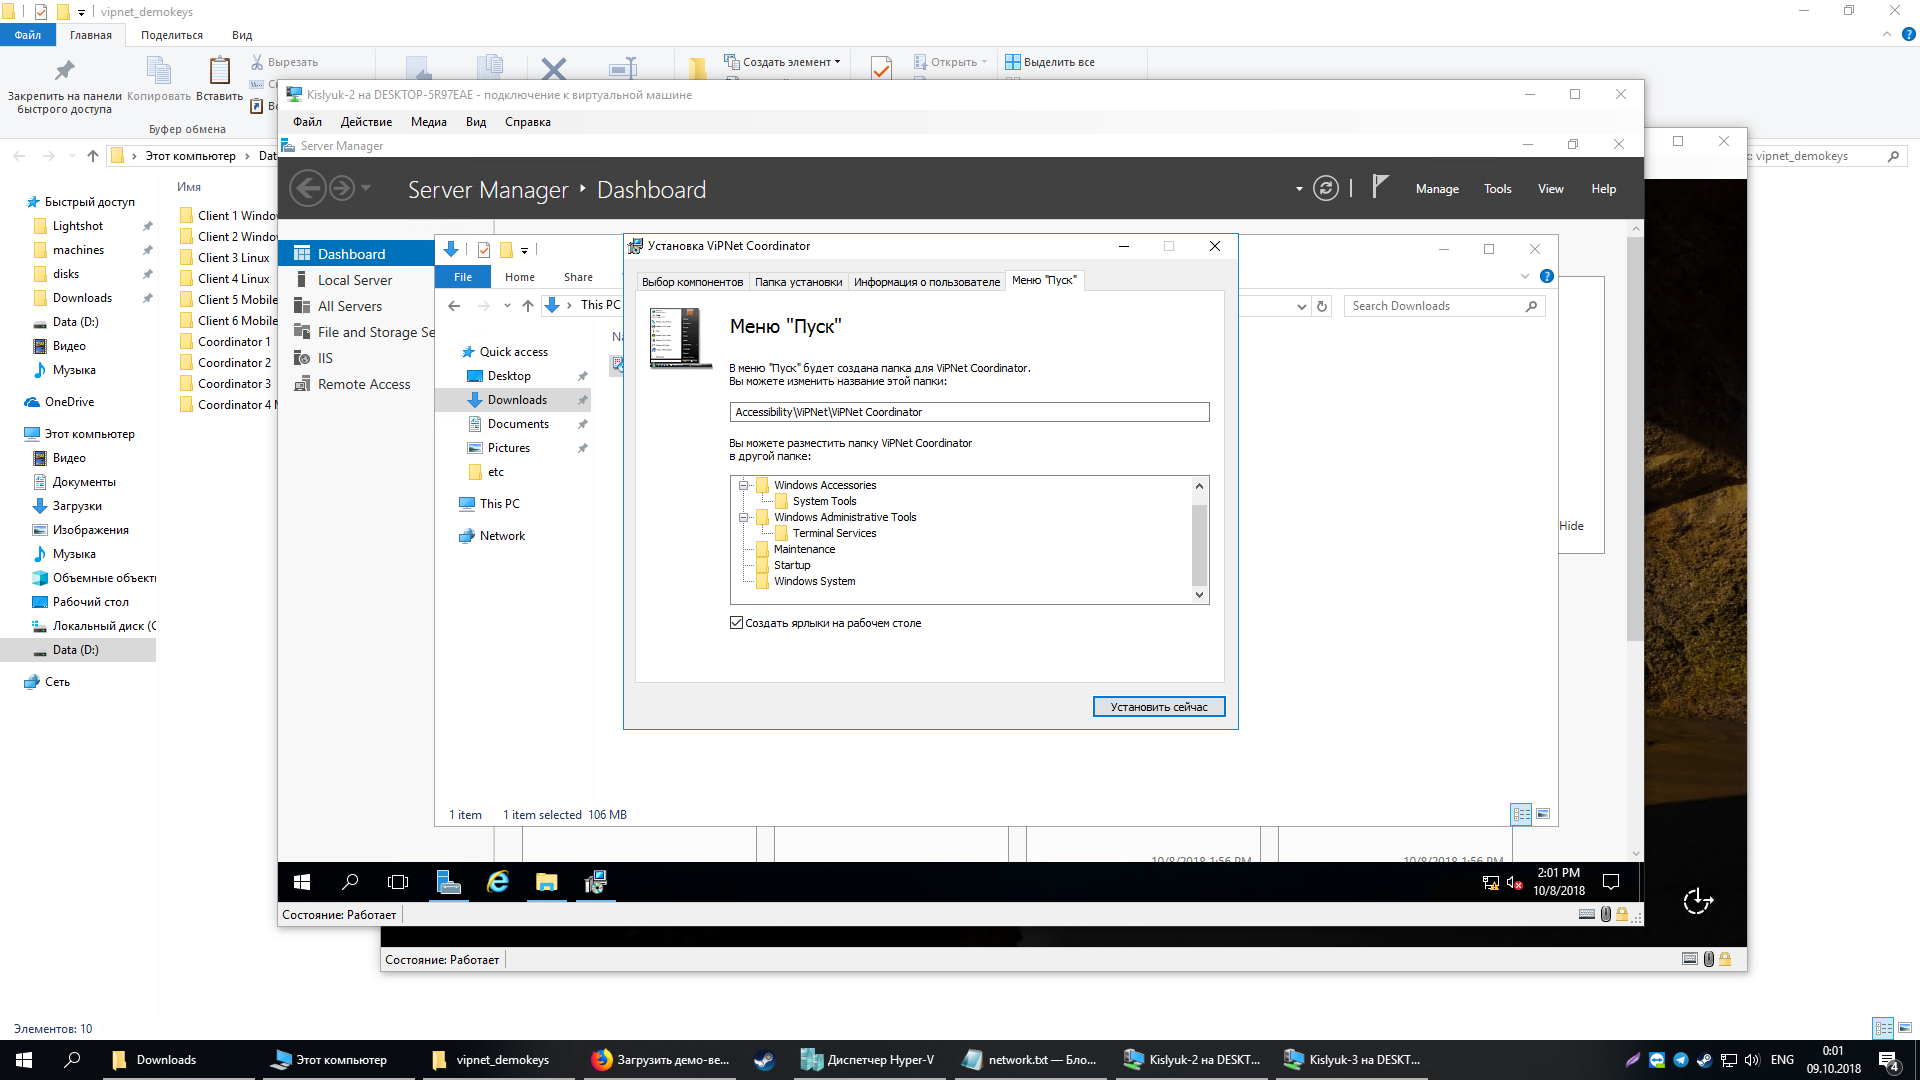 vipnet_demokeys
Файл
Главная
Поделиться
Вид
Закрепить на панели быстрого доступа
Копировать
Вставить
Вырезать
Буфер обмена
Создать элемент
Открыть
Выделить все
Этот компьютер
vipnet_demokeys
Имя
Быстрый доступ
Lightshot
machines
disks
Downloads
Data (D:)
Видео
Музыка
OneDrive
Этот компьютер
Видео
Документы
Загрузки
Изображения
Музыка
Объемные объекты
Рабочий стол
Локальный диск (C
Data (D:)
Сеть
Client 1 Windo
Client 2 Windo
Client 3 Linux
Client 4 Linux
Client 5 Mobile
Client 6 Mobile
Coordinator 1
Coordinator 2
Coordinator 3
Coordinator 4
Элементов: 10
Kislyuk-2 на DESKTOP-5R97EAE - подключение к виртуальной машине
Файл
Действие
Медиа
Вид
Справка
Server Manager
Server Manager
Dashboard
Manage
Tools
View
Help
Dashboard
Local Server
All Servers
File and Storage Se
IIS
Remote Access
File
Home
Share
This PC
Search Downloads
Quick access
Desktop
Downloads
Documents
Pictures
etc
This PC
Network
1 item
1 item selected 106 MB
Hide
Установка ViPNet Coordinator
Выбор компонентов
Папка установки
Информация о пользователе
Меню "Пуск"
Меню "Пуск"
В меню "Пуск" будет создана папка для ViPNet Coordinator.
Вы можете изменить название этой папки:
Accessibility\ViPNet\ViPNet Coordinator
Вы можете разместить папку ViPNet Coordinator
в другой папке:
Windows Accessories
System Tools
Windows Administrative Tools
Terminal Services
Maintenance
Startup
Windows System
Создать ярлыки на рабочем столе
Установить сейчас
10/8/2018 1:56 PM
10/8/2018 1:56 PM
2:01 PM
10/8/2018
Состояние: Работает
Состояние: Работает
Downloads
Этот компьютер
vipnet_demokeys
Загрузить демо-ве...
Диспетчер Hyper-V
network.txt — Бло...
Kislyuk-2 на DESKT...
Kislyuk-3 на DESKT...
ENG
0:01
09.10.2018
4